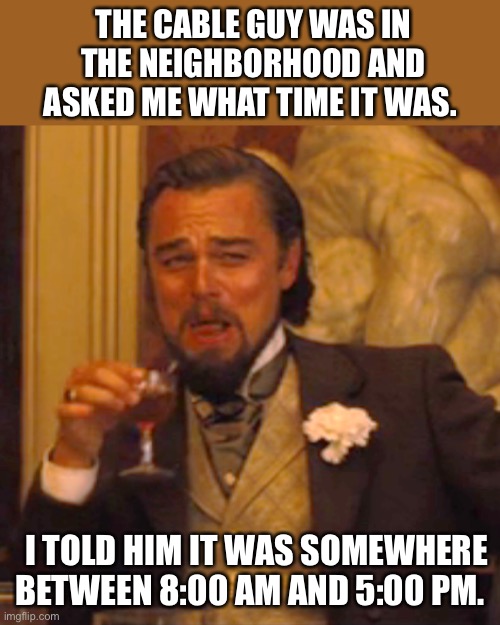 THE CABLE GUY WAS IN
THE NEIGHBORHOOD AND
ASKED ME WHAT TIME IT WAS.
I TOLD HIM IT WAS SOMEWHERE
BETWEEN 8:00 AM AND 5:00 PM.
imgflip.com